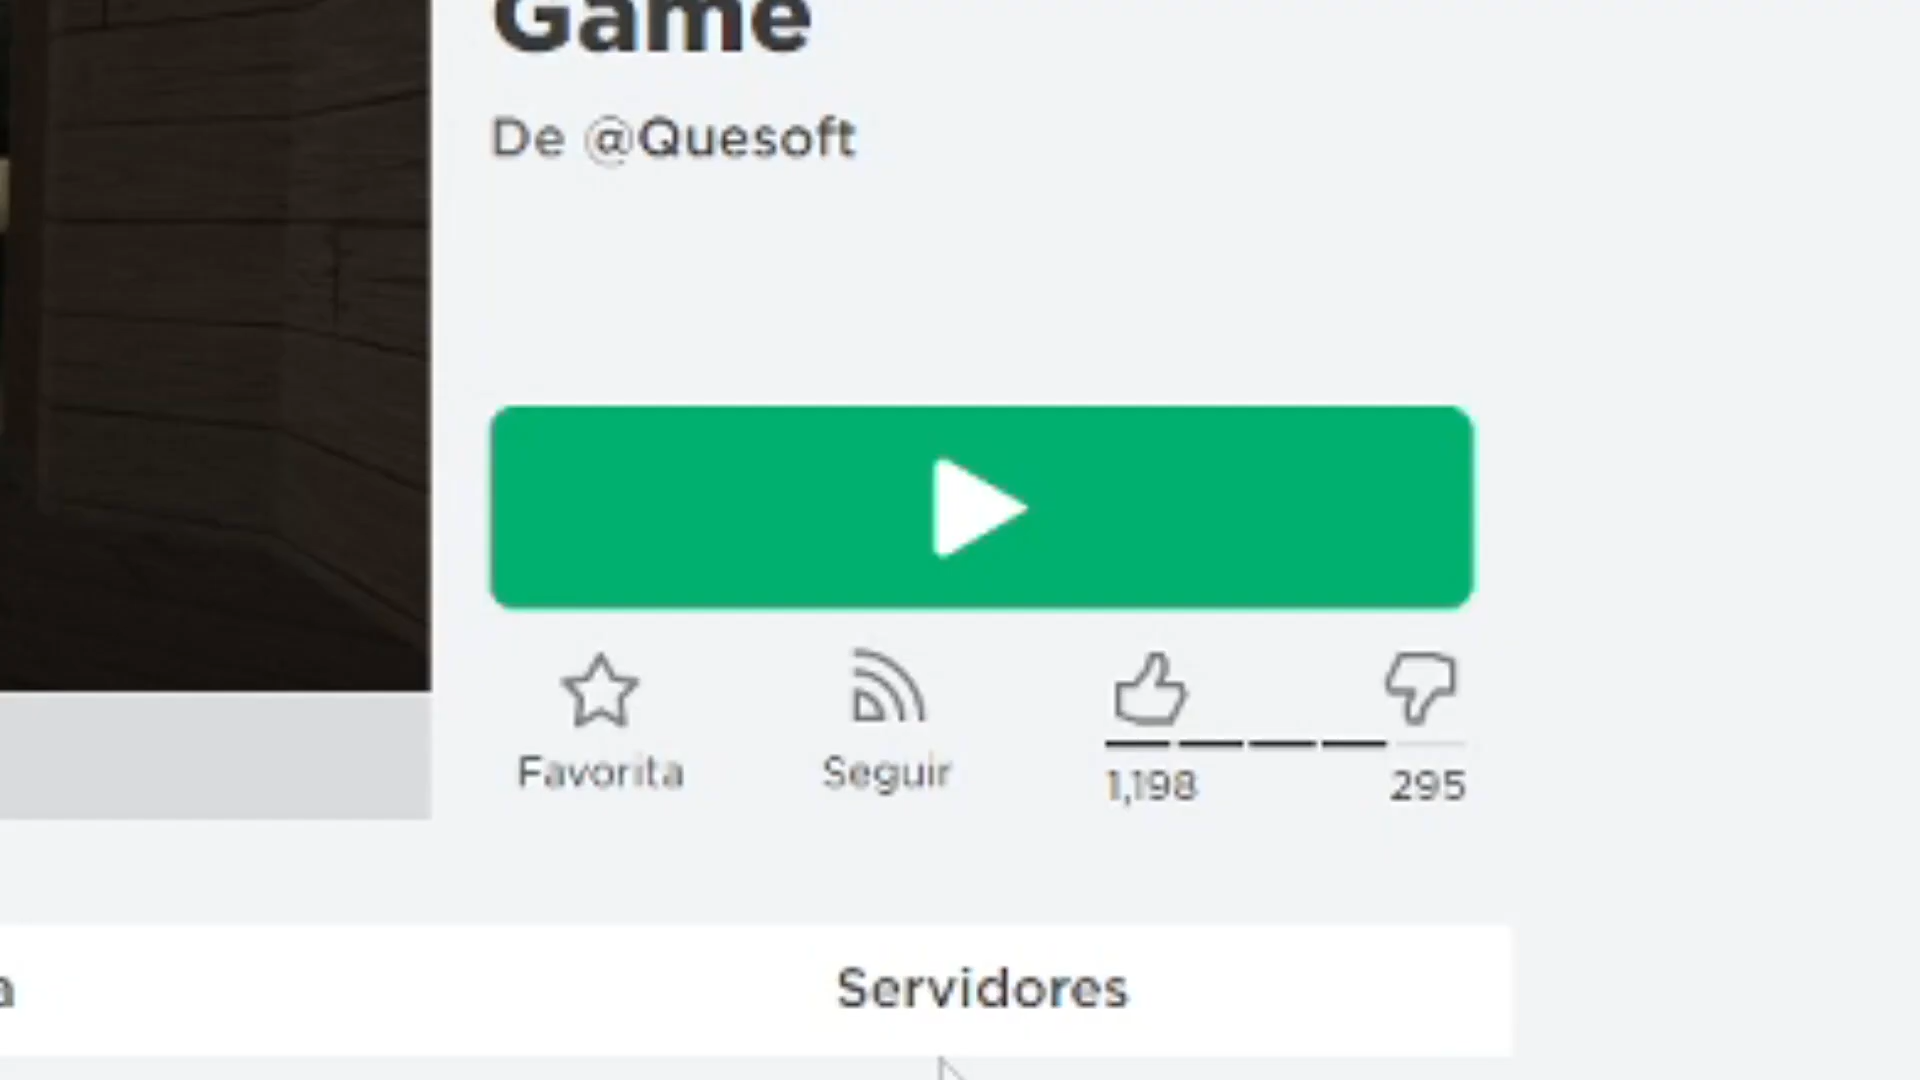 Game
De @Quesoft
Favorita
Seguir
1,198
295
Servidores